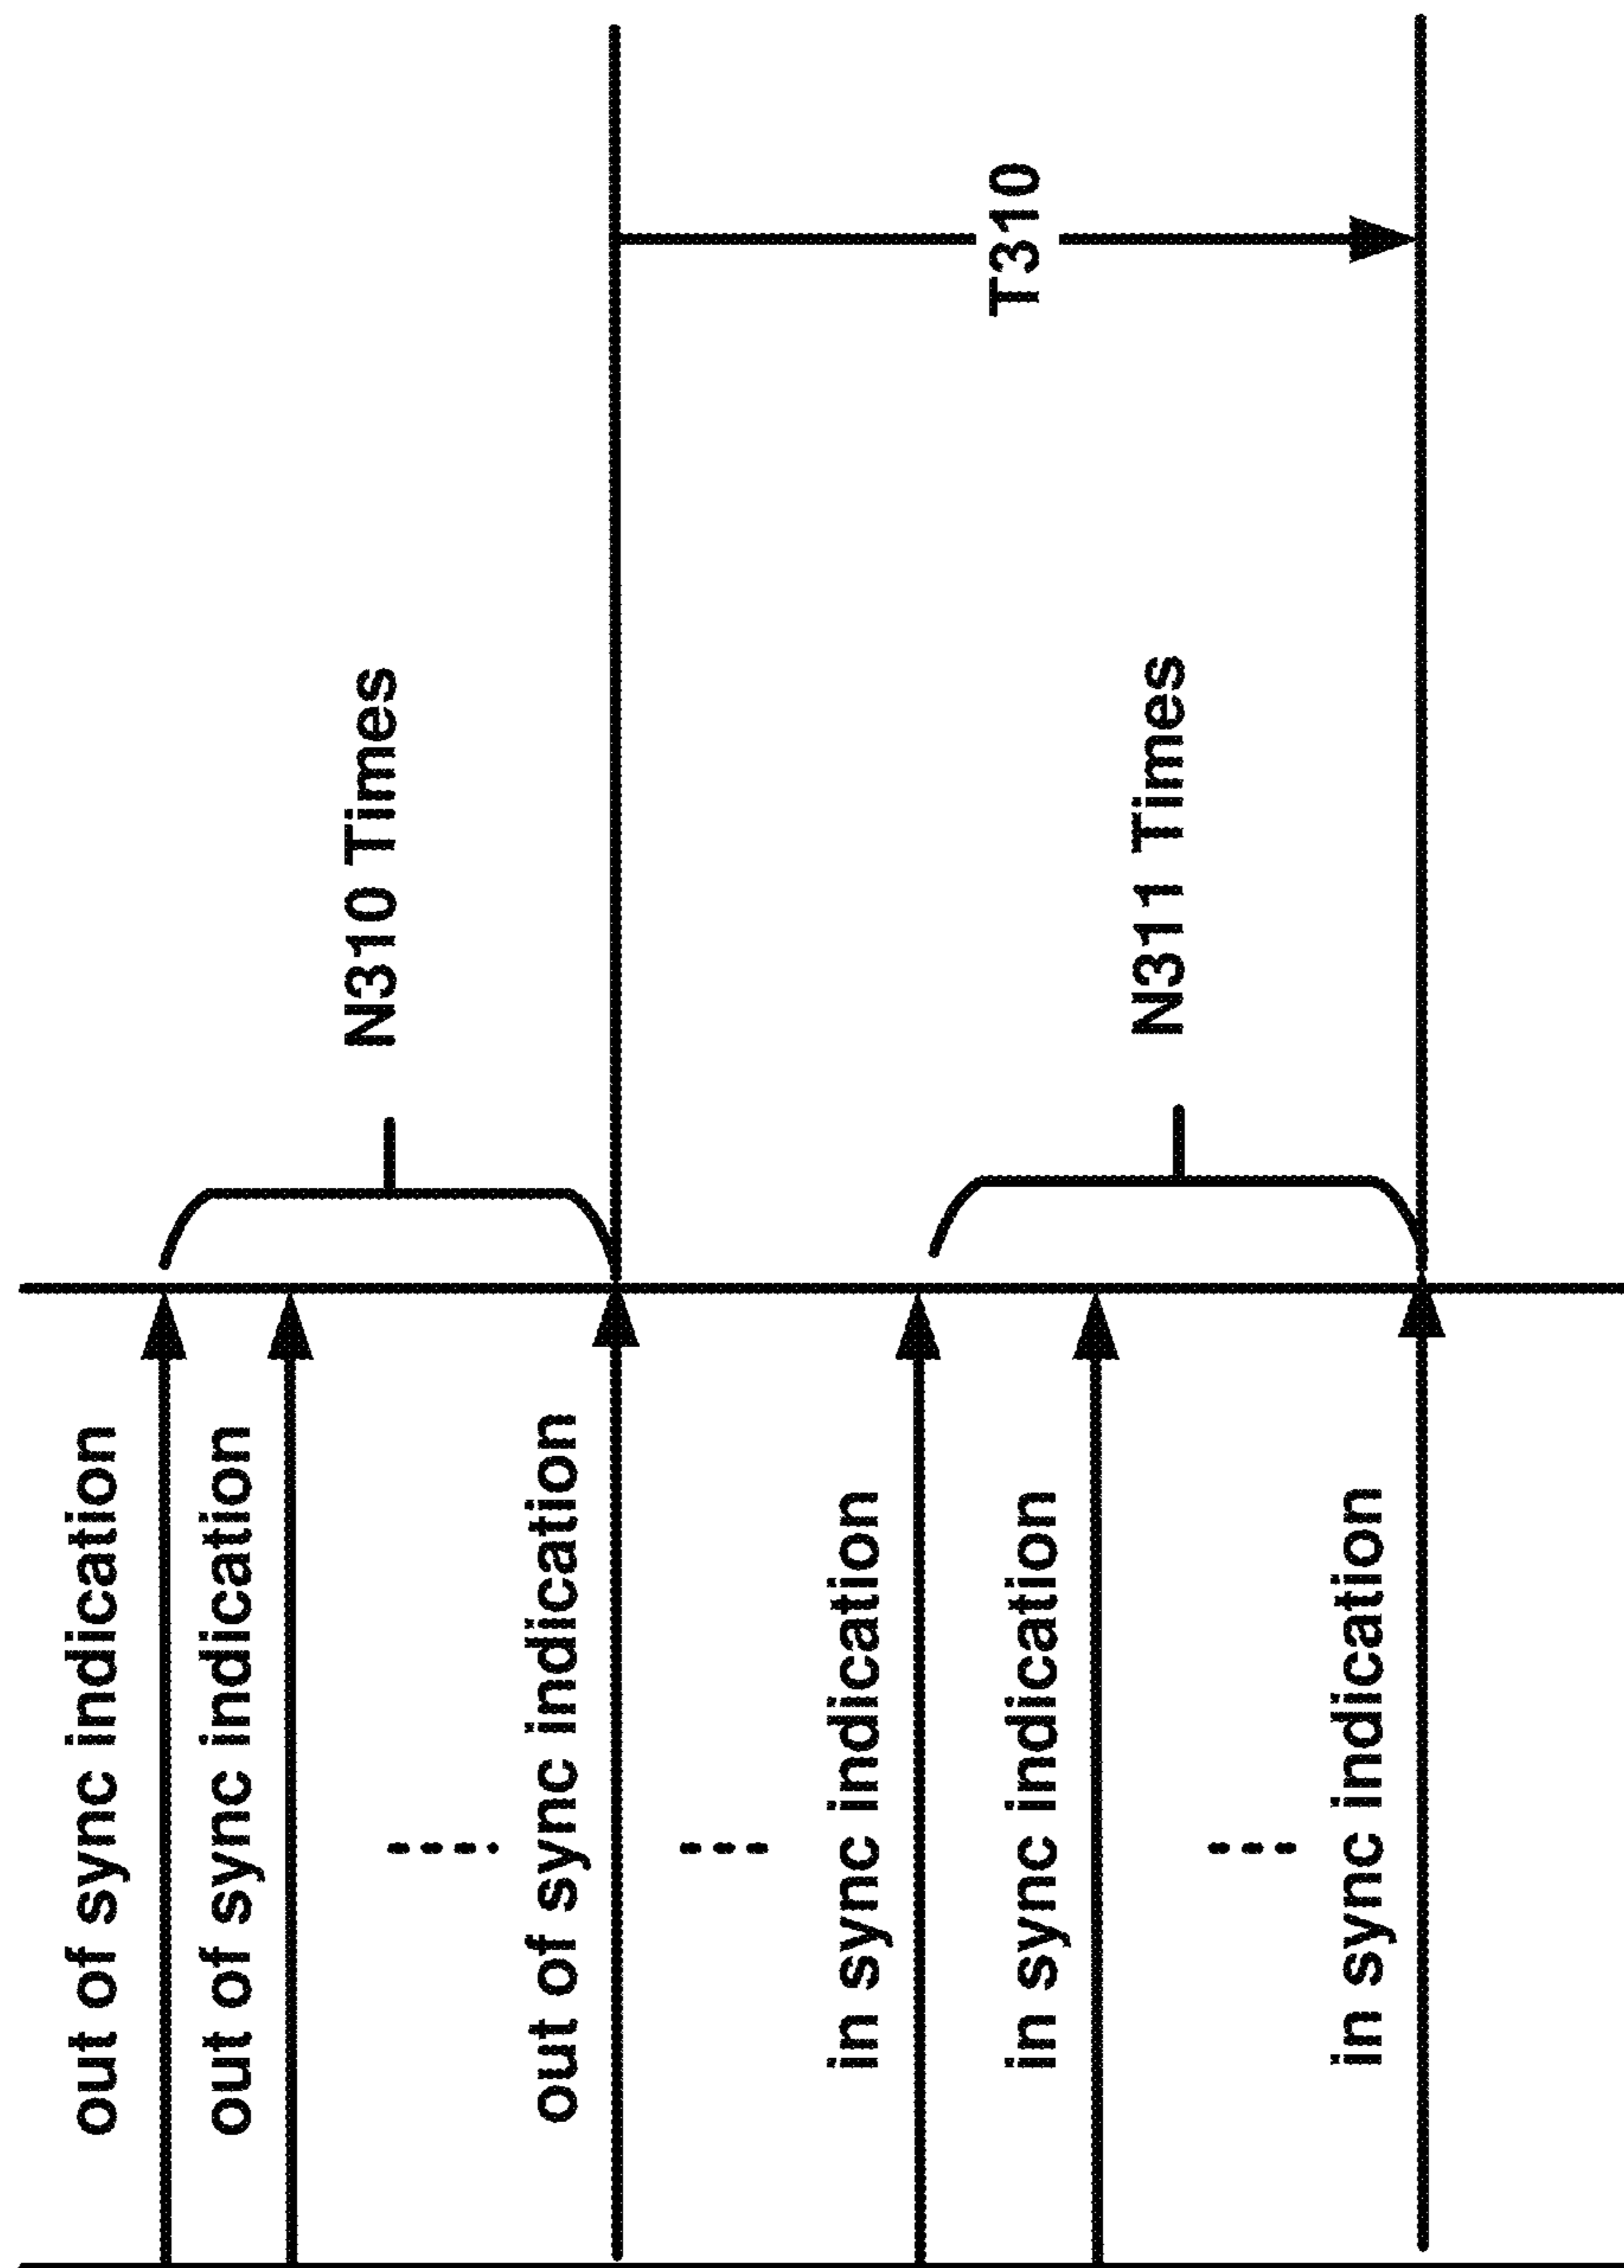 out of sync indication
out of sync indication
N310 Times
out of sync indication
T310
in sync indication
in sync indication
N311 Times
in sync indication